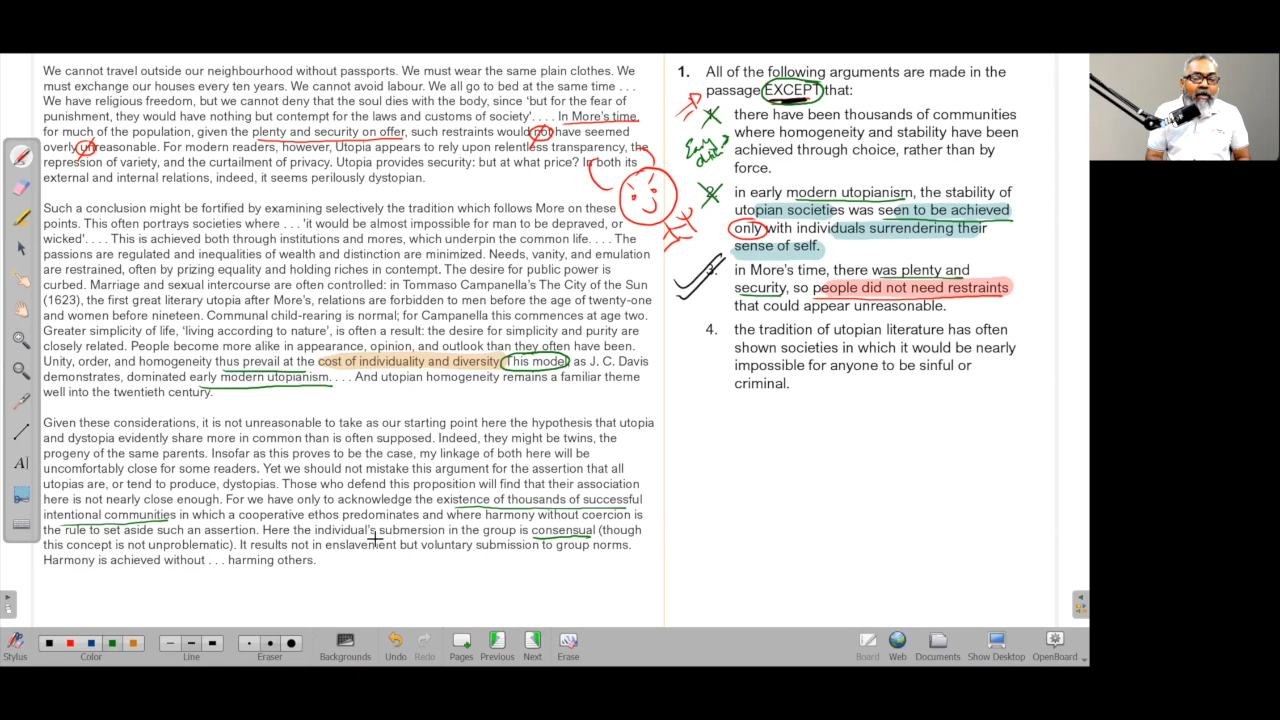 We cannot travel outside our neighbourhood without passports. We must wear the same plain clothes. We
must exchange our houses every ten years. We cannot avoid labour. We all go to bed at the same time . . .
We have religious freedom, but we cannot deny that the soul dies with the body, since 'but for the fear of
punishment, they would have nothing but contempt for the laws and customs of society'. . . . In More's time,
for much of the population, given the plenty and security on offer, such restraints would not have seemed
overly unreasonable. For modern readers, however, Utopia appears to rely upon relentless transparency, the
repression of variety, and the curtailment of privacy. Utopia provides security: but at what price? In both its
external and internal relations, indeed, it seems perilously dystopian.
Such a conclusion might be fortified by examining selectively the tradition which follows More on these
points. This often portrays societies where . . . 'it would be almost impossible for man to be depraved, or
wicked'. . . . This is achieved both through institutions and mores, which underpin the common life. . . . The
passions are regulated and inequalities of wealth and distinction are minimized. Needs, vanity, and emulation
are restrained, often by prizing equality and holding riches in contempt. The desire for public power is
curbed. Marriage and sexual intercourse are often controlled: in Tommaso Campanella's The City of the Sun
(1623), the first great literary utopia after More's, relations are forbidden to men before the age of twenty-one
and women before nineteen. Communal child-rearing is normal; for Campanella this commences at age two.
Greater simplicity of life, 'living according to nature', is often a result: the desire for simplicity and purity are
closely related. People become more alike in appearance, opinion, and outlook than they often have been.
Unity, order, and homogeneity thus prevail at the cost of individuality and diversity. This model, as J. C. Davis
demonstrates, dominated early modern utopianism. . . . And utopian homogeneity remains a familiar theme
well into the twentieth century.
Given these considerations, it is not unreasonable to take as our starting point here the hypothesis that utopia
and dystopia evidently share more in common than is often supposed. Indeed, they might be twins, the
progeny of the same parents. Insofar as this proves to be the case, my linkage of both here will be
uncomfortably close for some readers. Yet we should not mistake this argument for the assertion that all
utopias are, or tend to produce, dystopias. Those who defend this proposition will find that their association
here is not nearly close enough. For we have only to acknowledge the existence of thousands of successful
intentional communities in which a cooperative ethos predominates and where harmony without coercion is
the rule to set aside such an assertion. Here the individual's submersion in the group is consensual (though
this concept is not unproblematic). It results not in enslavement but voluntary submission to group norms.
Harmony is achieved without . . . harming others.
1. All of the following arguments are made in the
passage EXCEPT that:
there have been thousands of communities
where homogeneity and stability have been
achieved through choice, rather than by
force.
2. in early modern utopianism, the stability of
utopian societies was seen to be achieved
only with individuals surrendering their
sense of self.
3. in More's time, there was plenty and
security, so people did not need restraints
that could appear unreasonable.
4. the tradition of utopian literature has often
shown societies in which it would be nearly
impossible for anyone to be sinful or
criminal.
Stylus
Color
Line
Eraser
Backgrounds
Undo
Redo
Pages
Previous
Next
Erase
Board
Web
Documents
Show Desktop
OpenBoard